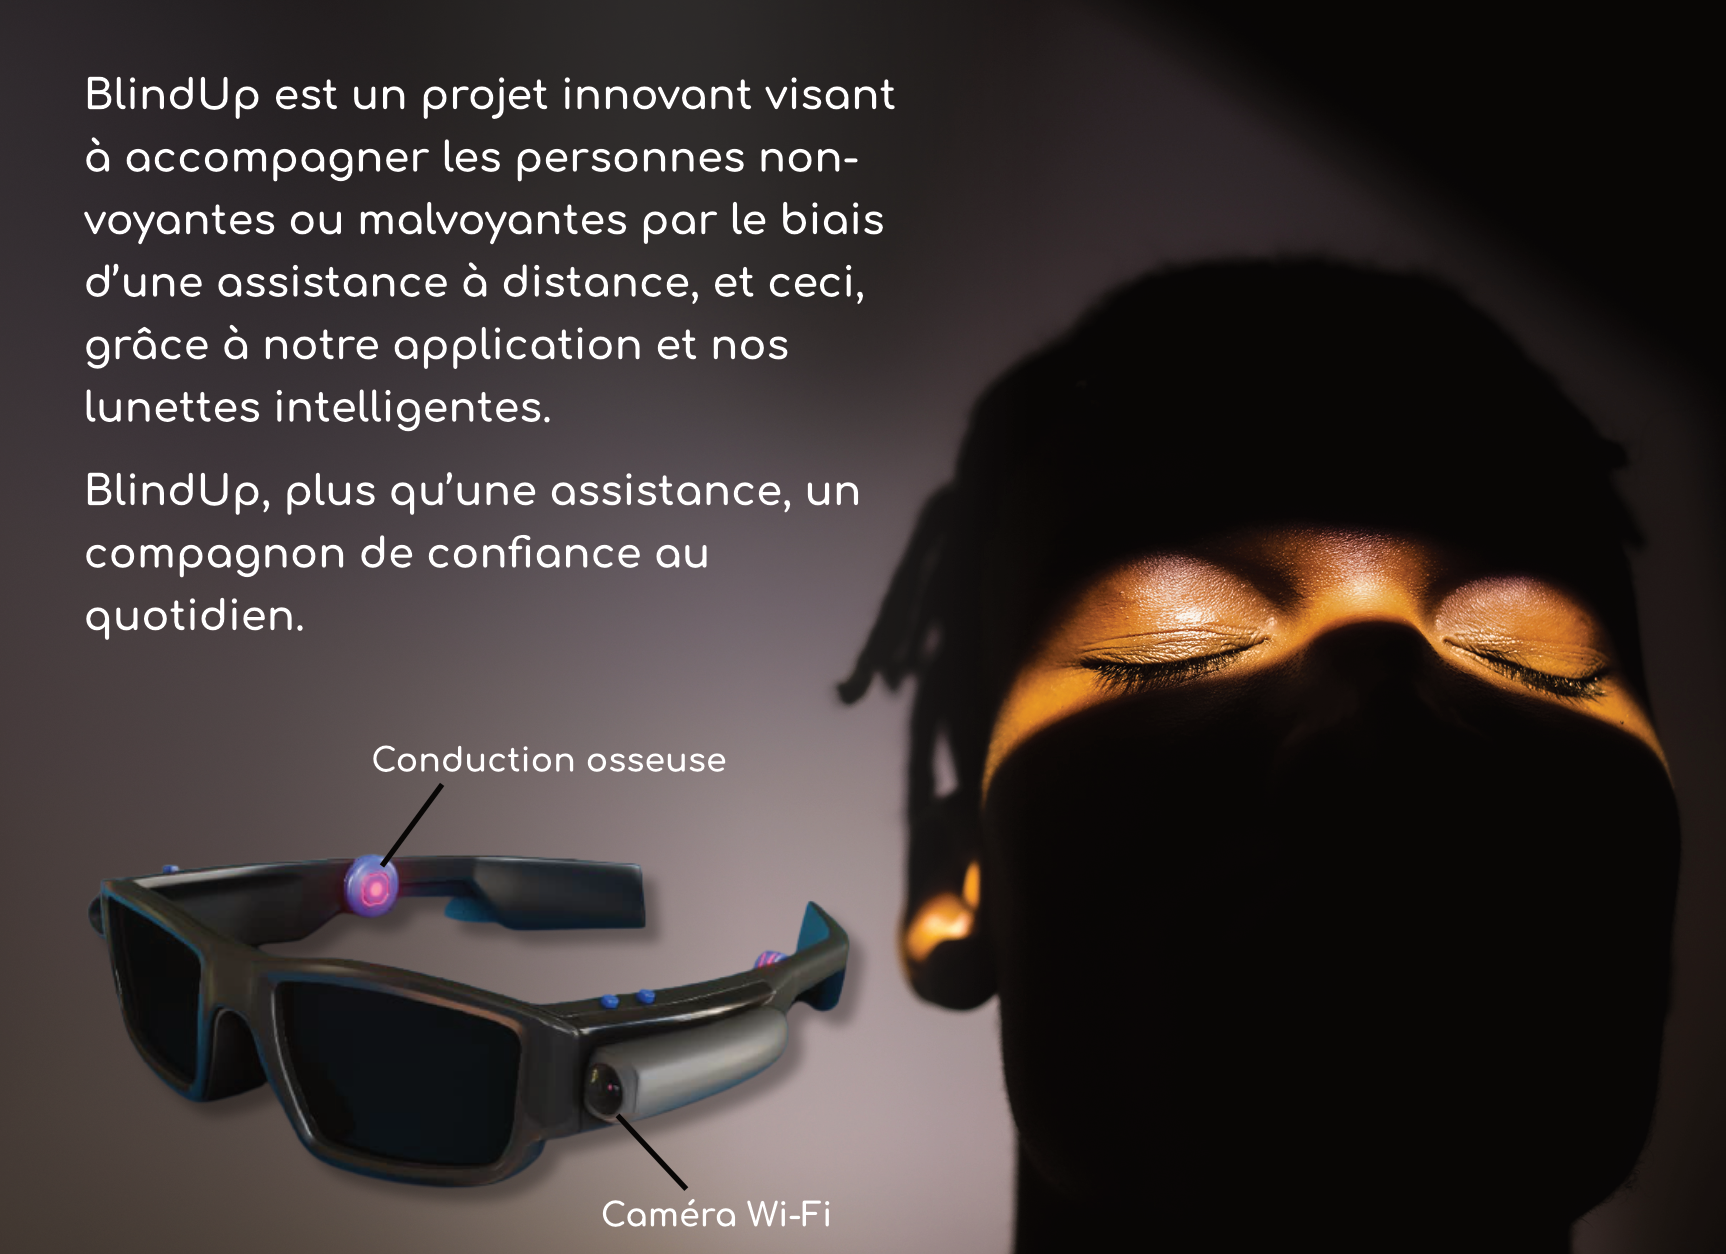 BlindUp est un projet innovant visant
à accompagner les personnes non-
voyantes ou malvoyantes par le biais
d’une assistance à distance, et ceci,
grâce à notre application et nos
lunettes intelligentes.
BlindUp, plus qu’une assistance, un
compagnon de confiance au
quotidien.
Conduction osseuse
Caméra Wi-Fi